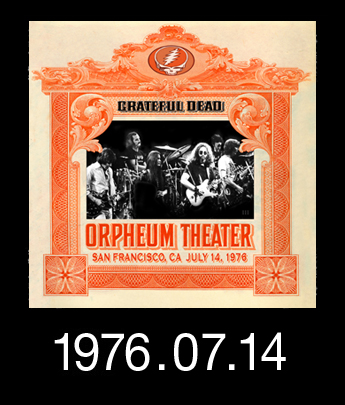 GRATEFUL DEAD
ORPHEUM THEATER
SAN FRANCISCO, CA JULY 14, 1976
1976.07.14